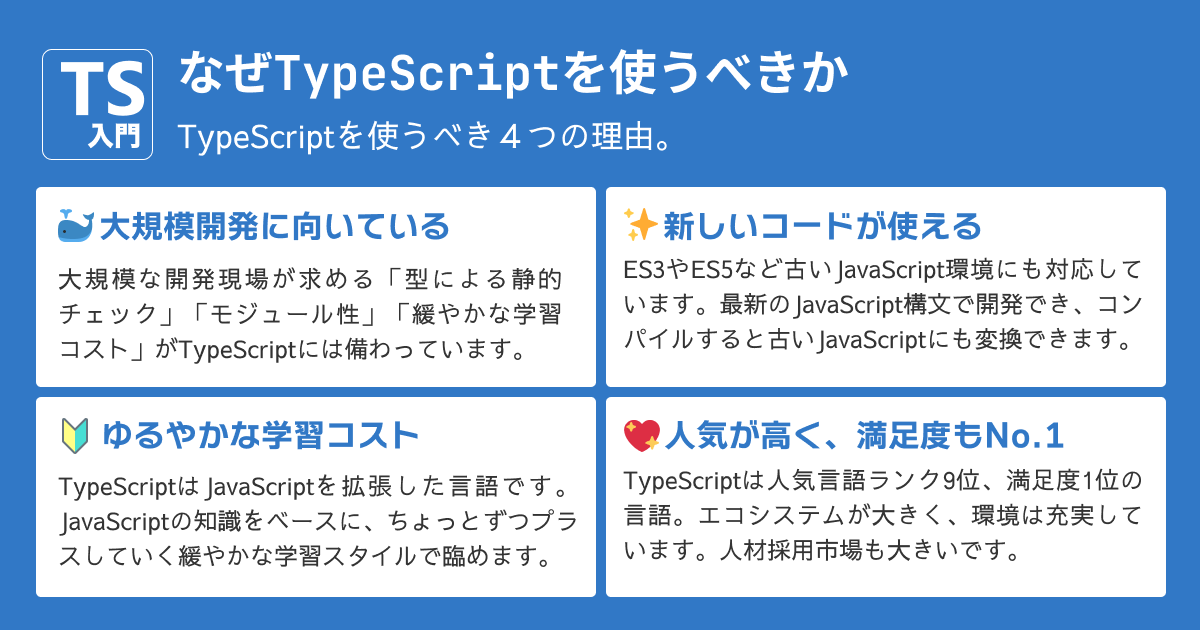 TS
入門
なぜTypeScriptを使うべきか
TypeScriptを使うべき４つの理由。
大規模開発に向いている
大規模な開発現場が求める「型による静的
チェック」「モジュール性」「緩やかな学習
コスト」がTypeScriptには備わっています。
新しいコードが使える
ES3やES5など古いJavaScript環境にも対応して
います。最新のJavaScript構文で開発でき、コン
パイルすると古いJavaScriptにも変換できます。
ゆるやかな学習コスト
TypeScriptは JavaScriptを拡張した言語です。
JavaScriptの知識をベースに、ちょっとずつプラ
スしていく緩やかな学習スタイルで臨めます。
人気が高く、満足度もNo.1
TypeScriptは人気言語ランク9位、満足度1位の
言語。エコシステムが大きく、環境は充実して
います。人材採用市場も大きいです。